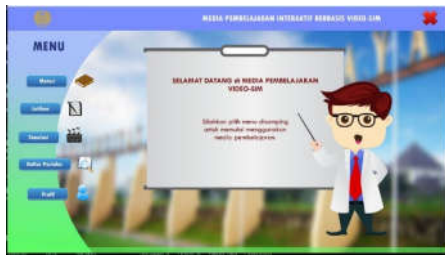 MEDIA PEMBELAJARAN INTERAKTIF BERBASIS VIDEO-SIM
MENU
Materi
Latihan
Simulasi
Daftar Pustaka
Profil
SELAMAT DATANG di MEDIA PEMBELAJARAN
VIDEO-SIM
Silahkan pilih menu disamping
untuk memulai menggunakan
media pembelajaran